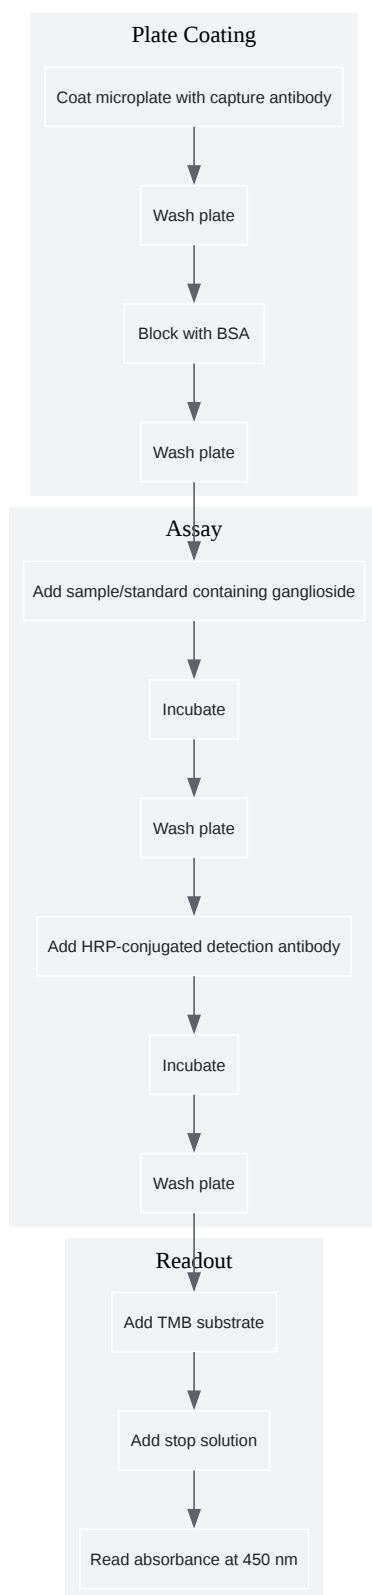 Plate Coating
Coat microplate with capture antibody
Wash plate
Block with BSA
Wash plate
Assay
Add sample/standard containing ganglioside
Incubate
Wash plate
Add HRP-conjugated detection antibody
Incubate
Wash plate
Readout
Add TMB substrate
Add stop solution
Read absorbance at 450 nm